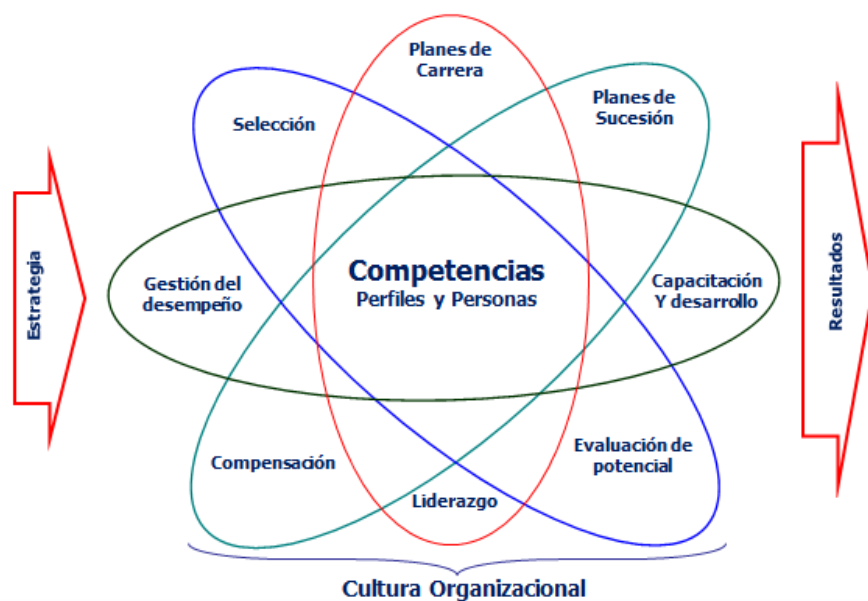 Planes de
Carrera
Planes de
Sucesión
Selección
Estrategia
Gestión del
desempeño
Competencias
Perfiles y Personas
Capacitación
Y desarrollo
Resultados
Compensación
Evaluación de
potencial
Liderazgo
Cultura Organizacional